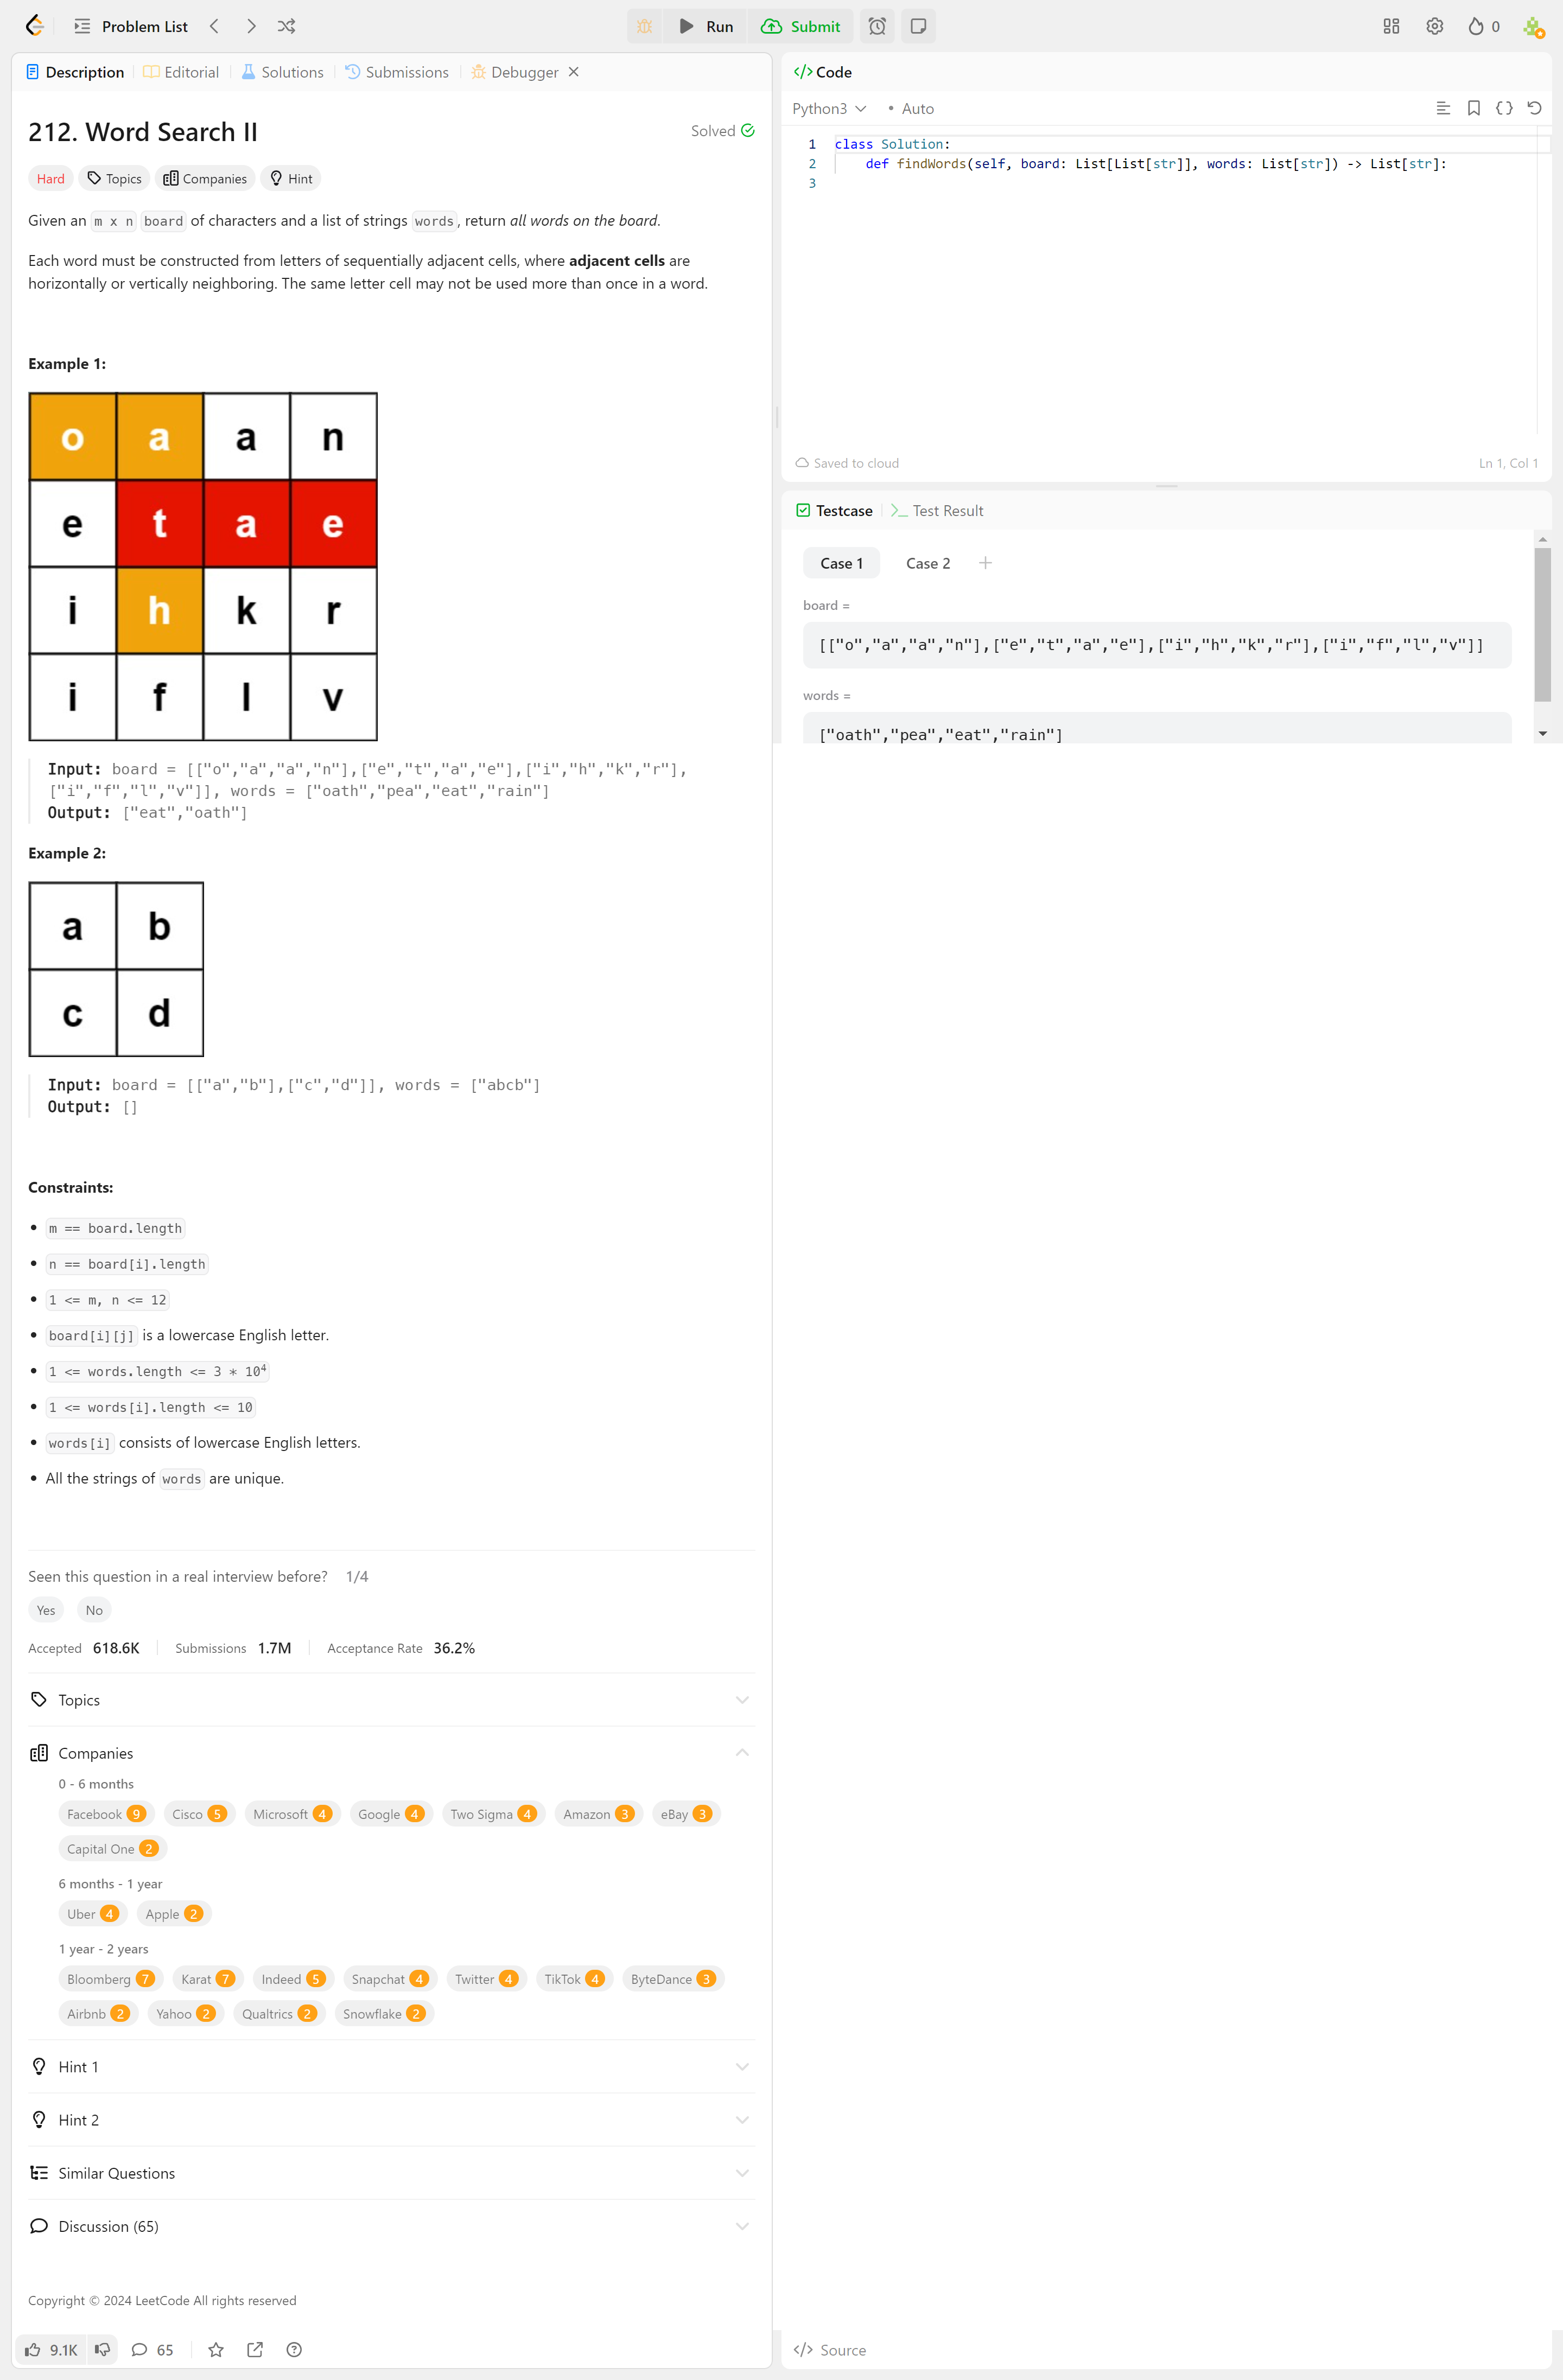 Problem List
Run
Submit
0
Description
Editorial
Solutions
Submissions
Debugger
212. Word Search II
Solved
Hard
Topics
Companies
Hint
Given an m x n board of characters and a list of strings words, return all words on the board.
Each word must be constructed from letters of sequentially adjacent cells, where adjacent cells are
horizontally or vertically neighboring. The same letter cell may not be used more than once in a word.
Example 1:
o a a n
e t a e
i h k r
i f l v
Input: board = [["o","a","a","n"],["e","t","a","e"],["i","h","k","r"],
["i","f","l","v"]], words = ["oath","pea","eat","rain"]
Output: ["eat","oath"]
Example 2:
a b
c d
Input: board = [["a","b"],["c","d"]], words = ["abcb"]
Output: []
Constraints:
• m == board.length
• n == board[i].length
• 1 <= m, n <= 12
• board[i][j] is a lowercase English letter.
• 1 <= words.length <= 3 * 10⁴
• 1 <= words[i].length <= 10
• words[i] consists of lowercase English letters.
• All the strings of words are unique.
Seen this question in a real interview before? 1/4
Yes No
Accepted 618.6K Submissions 1.7M Acceptance Rate 36.2%
Topics
Companies
0 - 6 months
Facebook 9 Cisco 5 Microsoft 4 Google 4 Two Sigma 4 Amazon 3 eBay 3
Capital One 2
6 months - 1 year
Uber 4 Apple 2
1 year - 2 years
Bloomberg 7 Karat 7 Indeed 5 Snapchat 4 Twitter 4 TikTok 4 ByteDance 3
Airbnb 2 Yahoo 2 Qualtrics 2 Snowflake 2
Hint 1
Hint 2
Similar Questions
Discussion (65)
Copyright © 2024 LeetCode All rights reserved
9.1K 65
</> Code
Python3 • Auto
1 class Solution:
2 def findWords(self, board: List[List[str]], words: List[str]) -> List[str]:
3
Saved to cloud
Ln 1, Col 1
Testcase
>_ Test Result
Case 1 Case 2 +
board =
[["o","a","a","n"],["e","t","a","e"],["i","h","k","r"],["i","f","l","v"]]
words =
["oath","pea","eat","rain"]
</> Source